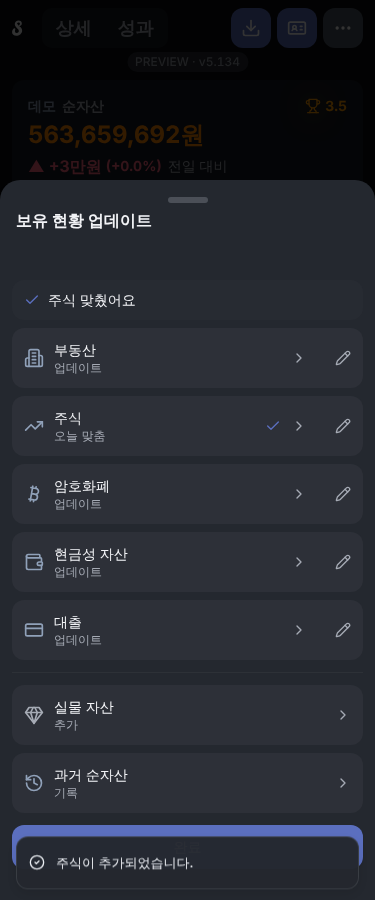 상세 성과
PREVIEW · v5.134
데모 순자산
3.5
563,659,692원
▲ +3만원 (+0.0%) 전일 대비
보유 현황 업데이트
주식 맞췄어요
부동산
업데이트
주식
오늘 맞춤
암호화폐
업데이트
현금성 자산
업데이트
대출
업데이트
실물 자산
추가
과거 순자산
기록
주식이 추가되었습니다.